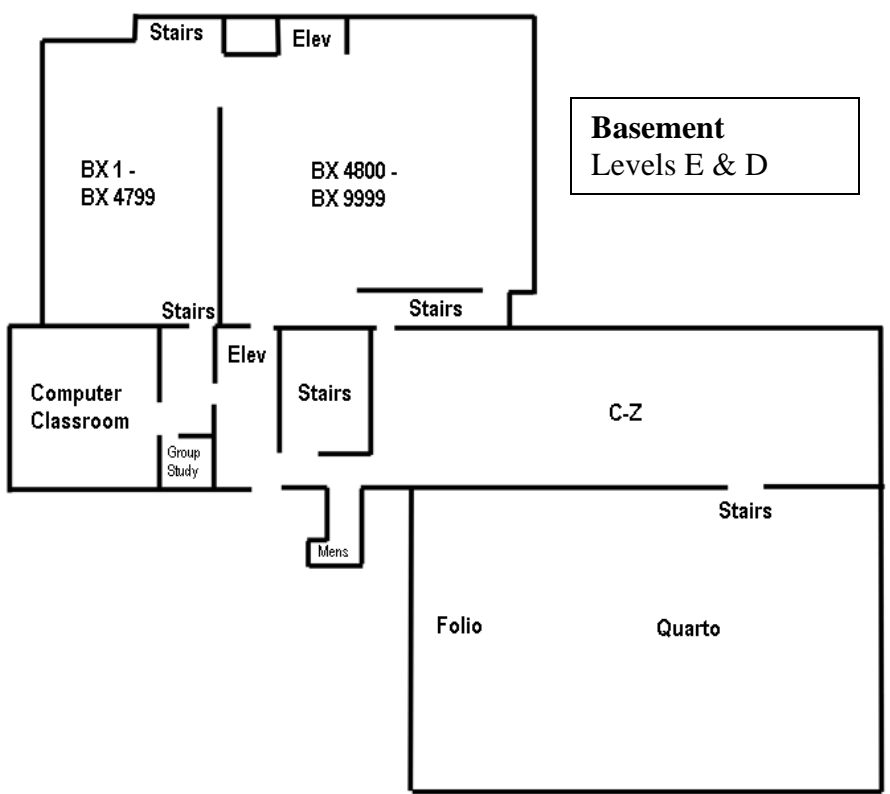 Stairs
Elev
Basement
Levels E & D
BX 1 -
BX 4799
BX 4800 -
BX 9999
Stairs
Stairs
Elev
Computer
Classroom
Stairs
C-Z
Group
Study
Stairs
Mens
Folio
Quarto